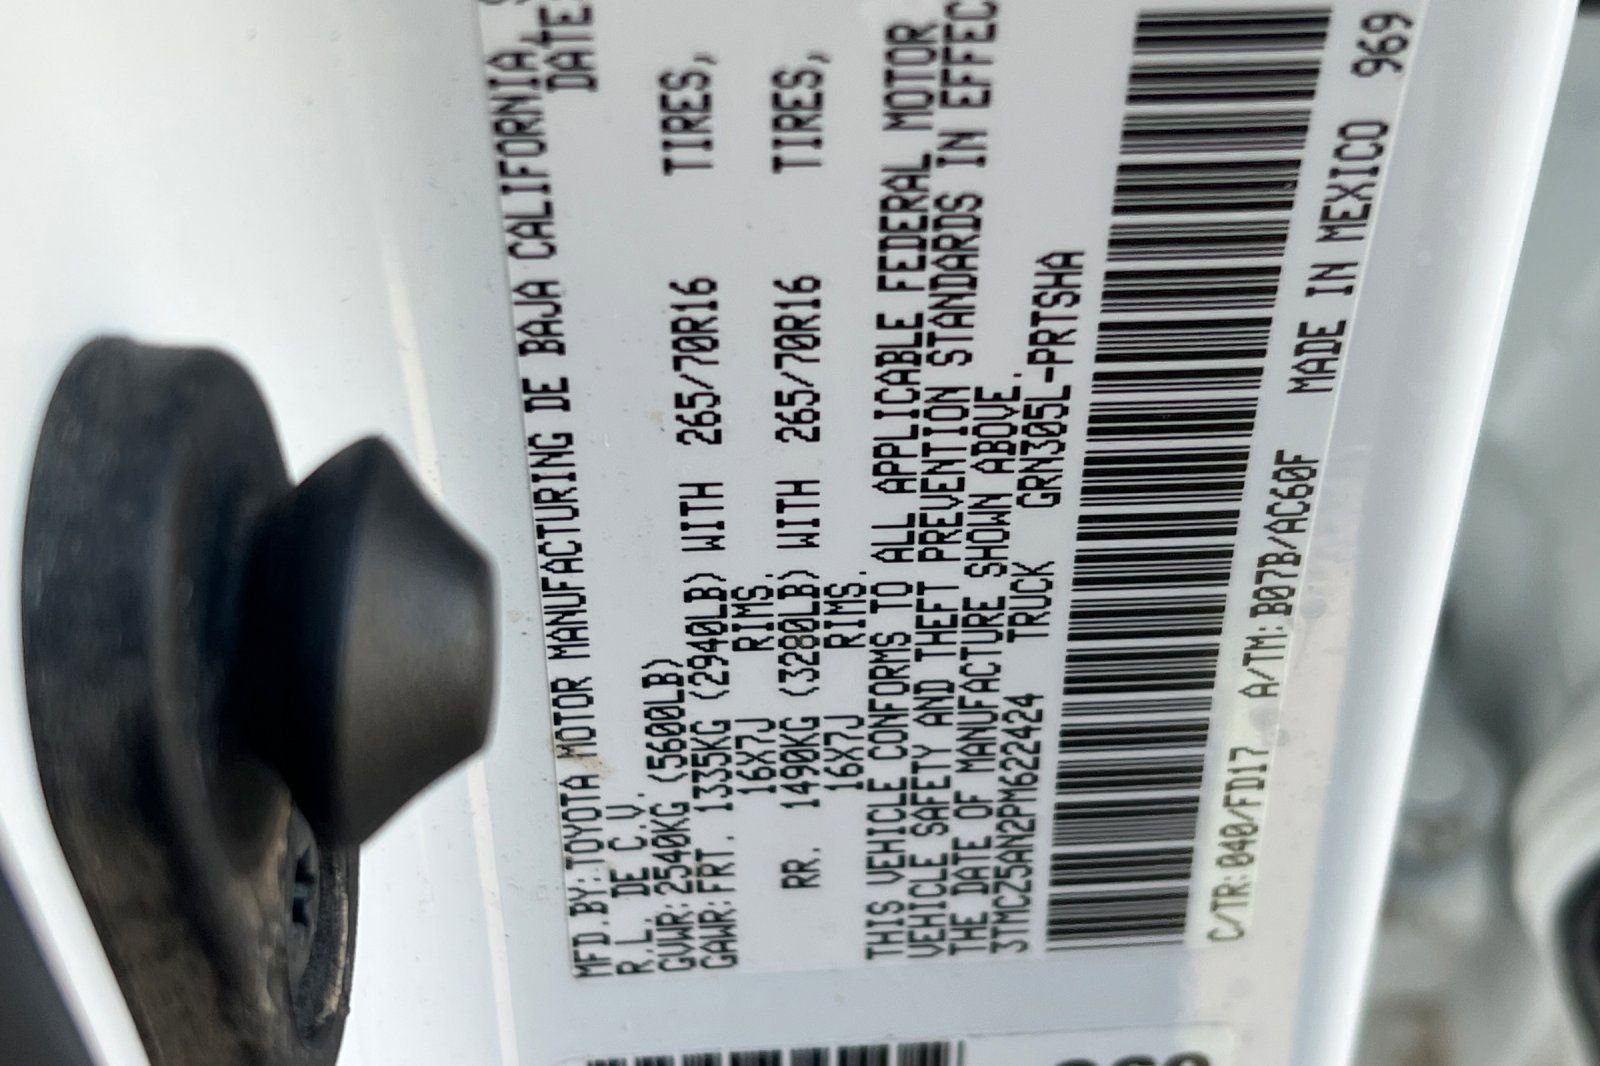 MFD.BY:TOYOTA MOTOR MANUFACTURING DE BAJA CALIFORNIA,
R.L. DE C.V. DATE:
GVWR:2540KG (5600LB)
GAWR:FRT. 1335KG (2940LB) WITH 265/70R16 TIRES,
16X7J RIMS.
RR. 1490KG (3280LB) WITH 265/70R16 TIRES,
16X7J RIMS.
THIS VEHICLE CONFORMS TO ALL APPLICABLE FEDERAL MOTOR
VEHICLE SAFETY AND THEFT PREVENTION STANDARDS IN EFFEC
THE DATE OF MANUFACTURE SHOWN ABOVE.
3TMCZ5AN2PM622424 TRUCK GRN305L-PRTSHA
C/TR:040/FD17 A/TM:B07B/AC60F MADE IN MEXICO 969